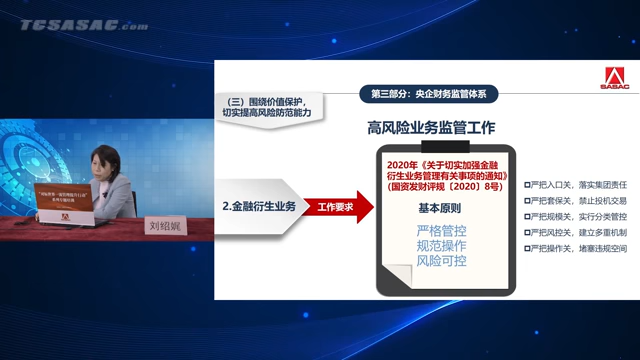 TCSASAC.com
第三部分：央企财务监管体系
SASAC
（三）围绕价值保护，
切实提高风险防范能力
高风险业务监管工作
2020年《关于切实加强金融
衍生业务管理有关事项的通知》
（国资发财评规〔2020〕8号）
2.金融衍生业务
工作要求
基本原则
严格管控
规范操作
风险可控
严把入口关，落实集团责任
严把套保关，禁止投机交易
严把规模关，实行分类管控
严把风控关，建立多重机制
严把操作关，堵塞违规空间
刘绍娓